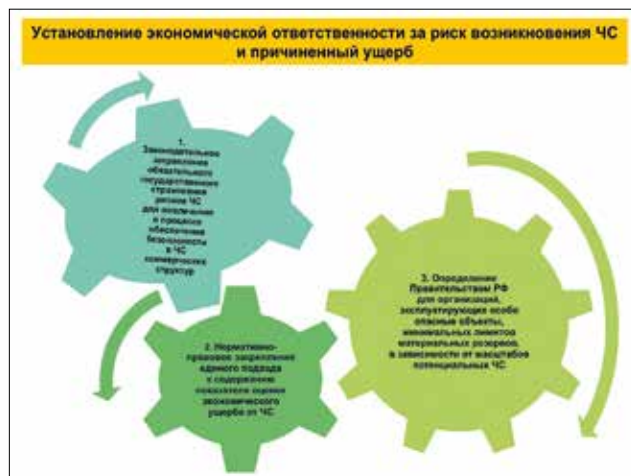 Установление экономической ответственности за риск возникновения ЧС
и причиненный ущерб
1.
Законодательное
закрепление
обязательного
государственного
страхования
рисков ЧС
для вовлечения
в процессы
обеспечения
безопасности
в ЧС
коммерческих
структур
2. Нормативно-
правовое закрепление
единого подхода
к содержанию
показателя оценки
экономического
ущерба от ЧС
3. Определение
Правительством РФ
для организаций,
эксплуатирующих особо
опасные объекты,
минимальных лимитов
материальных резервов,
в зависимости от масштабов
потенциальных ЧС